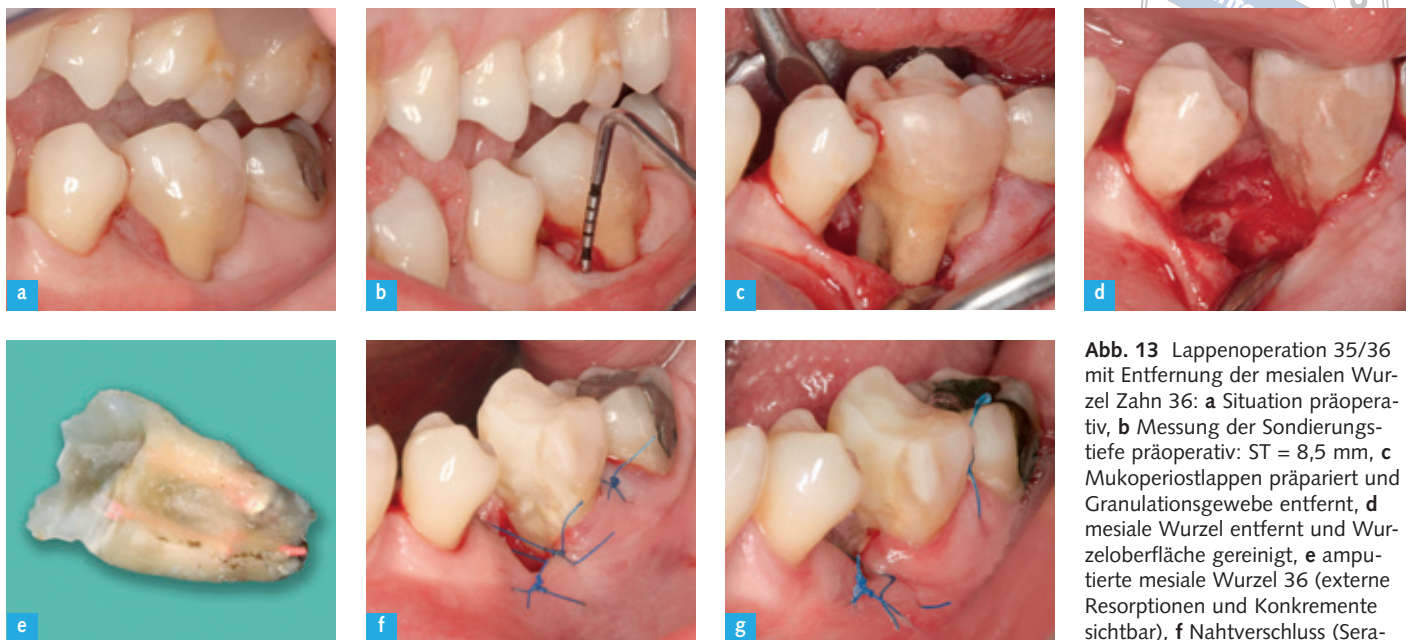 a
b
c
d
e
f
g
Abb. 13 Lappenoperation 35/36
mit Entfernung der mesialen Wur-
zel Zahn 36: a Situation präopera-
tiv, b Messung der Sondierungs-
tiefe präoperativ: ST = 8,5 mm, c
Mukoperiostlappen präpariert und
Granulationsgewebe entfernt, d
mesiale Wurzel entfernt und Wur-
zeloberfläche gereinigt, e ampu-
tierte mesiale Wurzel 36 (externe
Resorptionen und Konkremente
sichtbar), f Nahtverschluss (Sera-